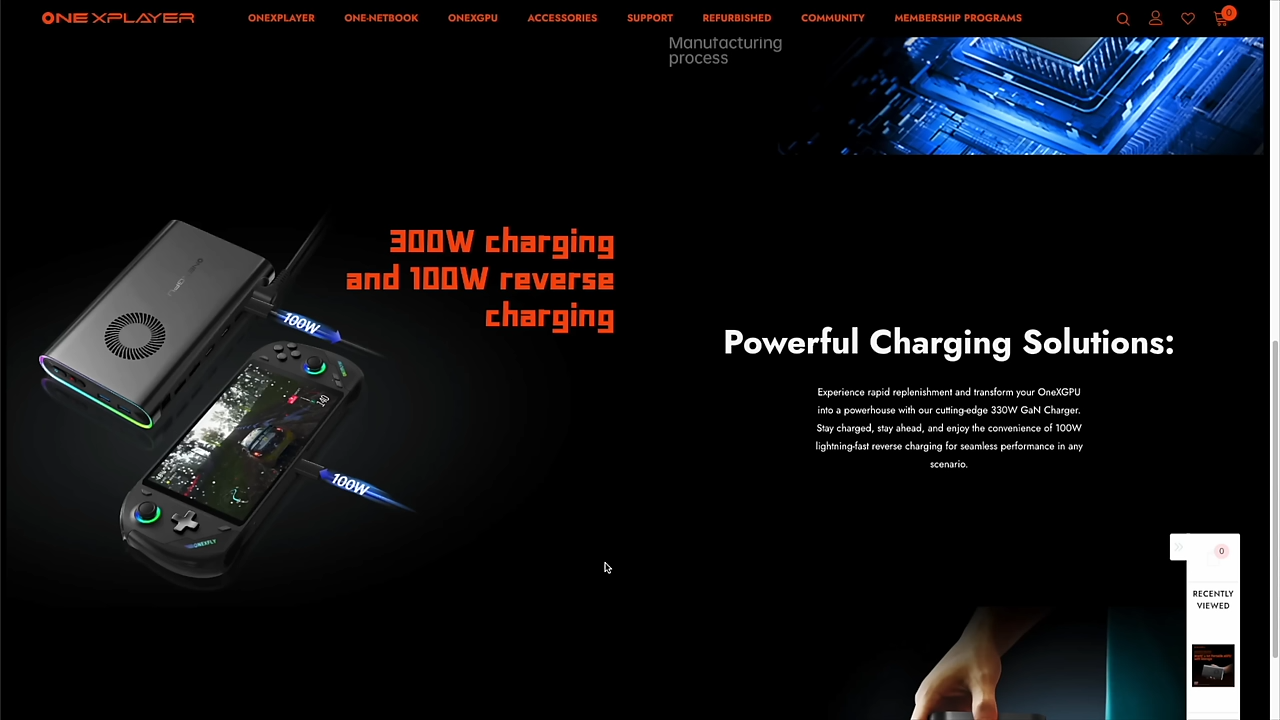 ONEXPLAYER
ONEXPLAYER ONE-NETBOOK ONEXGPU ACCESSORIES SUPPORT REFURBISHED COMMUNITY MEMBERSHIP PROGRAMS
0
Manufacturing
process
300W charging
and 100W reverse
charging
100W
100W
ONEXFLY
Powerful Charging Solutions:
Experience rapid replenishment and transform your OneXGPU
into a powerhouse with our cutting-edge 330W GaN Charger.
Stay charged, stay ahead, and enjoy the convenience of 100W
lightning-fast reverse charging for seamless performance in any
scenario.
0
RECENTLY
VIEWED